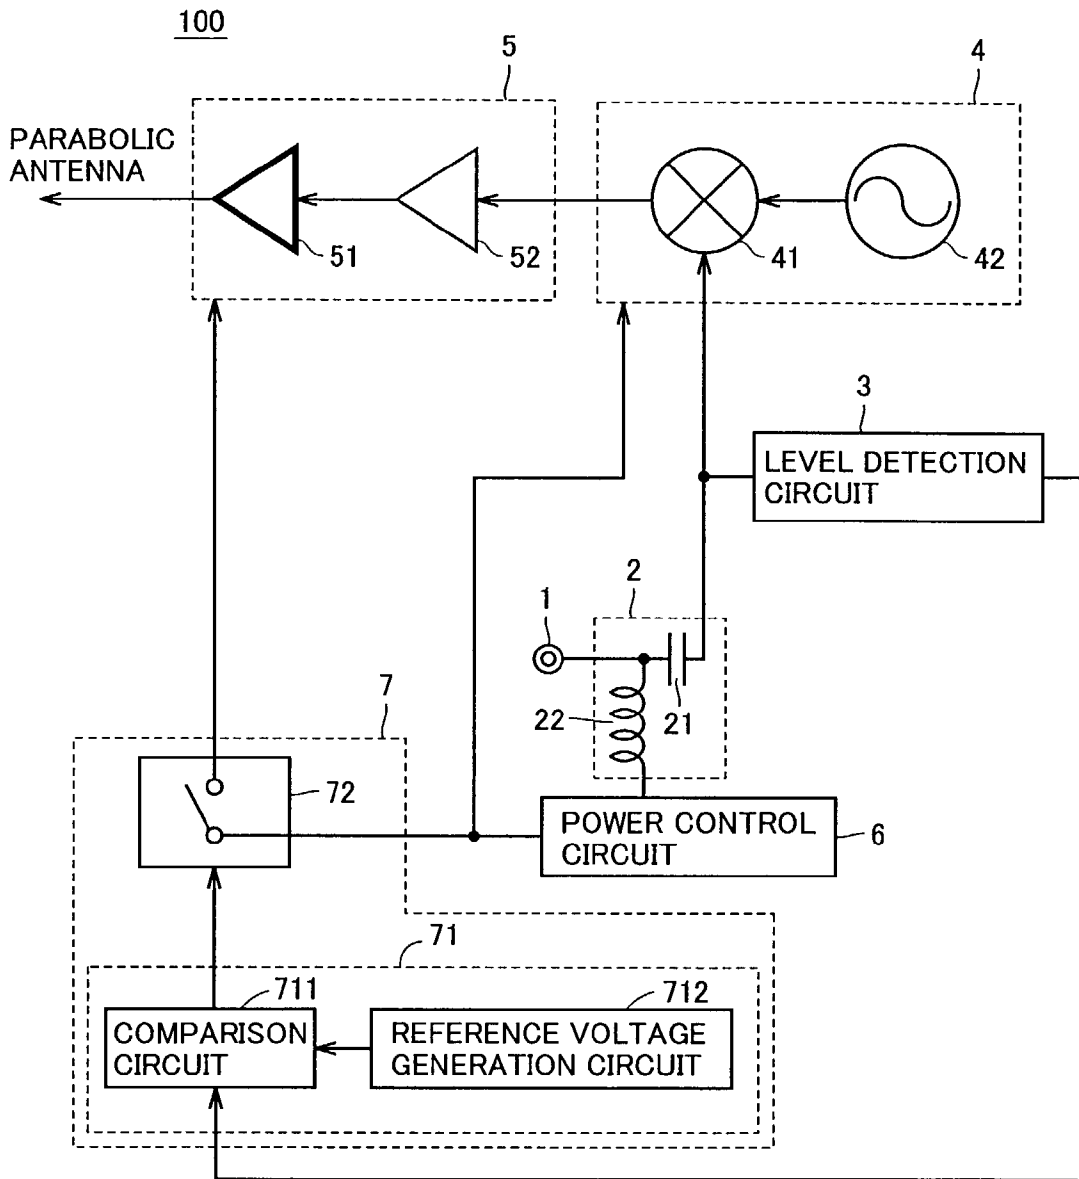 100
5
4
PARABOLIC
ANTENNA
51
52
41
42
3
LEVEL DETECTION
CIRCUIT
1
2
22
21
7
72
POWER CONTROL
CIRCUIT
6
71
711
712
COMPARISON
CIRCUIT
REFERENCE VOLTAGE
GENERATION CIRCUIT